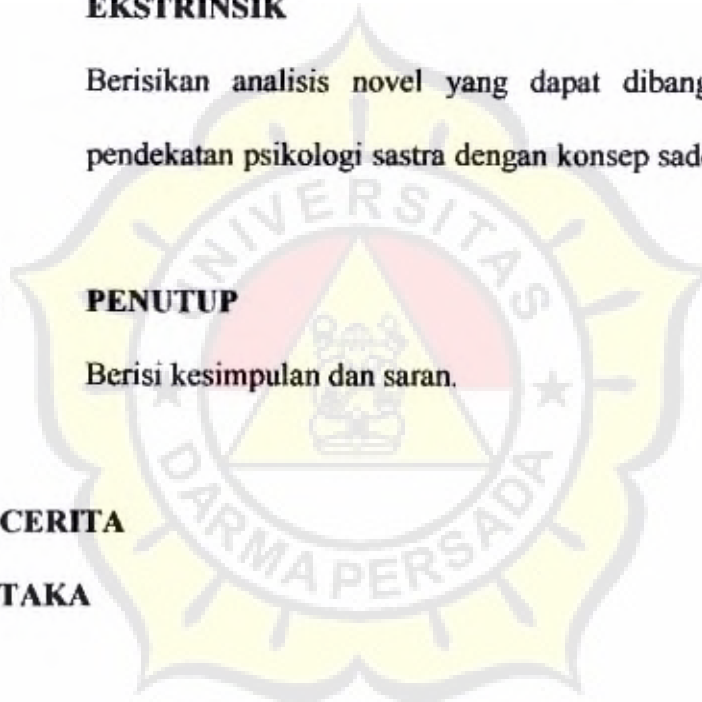 EKSTRINSIK
Berisikan analisis novel yang dapat dibang
pendekatan psikologi sastra dengan konsep sad
PENUTUP
Berisi kesimpulan dan saran.
CERITA
TAKA
UNIVERSITAS
DARMA PERSADA